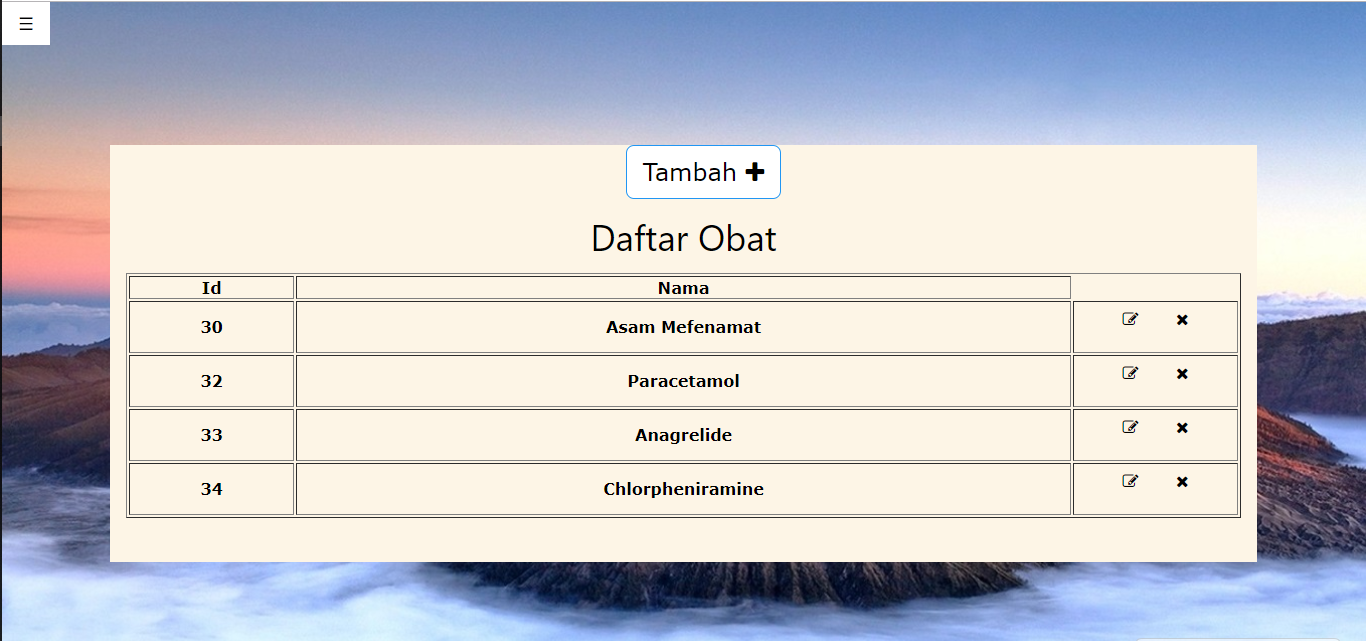 ☰
Tambah ✚
Daftar Obat
Id Nama
30 Asam Mefenamat
32 Paracetamol
33 Anagrelide
34 Chlorpheniramine